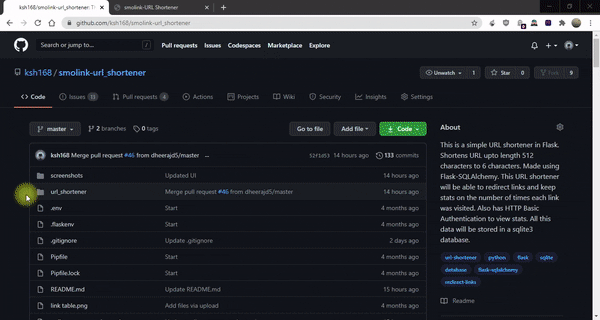 ksh168/smolink-url_shortener: Th
smolink - URL Shortener
github.com/ksh168/smolink-url_shortener
Search or jump to...
Pull requests Issues Codespaces Marketplace Explore
ksh168 / smolink-url_shortener
Unwatch 1 Star 0 Fork 9
Code Issues 13 Pull requests 4 Actions Projects Wiki Security Insights Settings
master 2 branches 0 tags Go to file Add file Code
ksh168 Merge pull request #46 from dheerajd5/master ... 14 hours ago 133 commits
screenshots Updated UI 14 hours ago
url_shortener Merge pull request #46 from dheerajd5/master 14 hours ago
.env Start 4 months ago
.flaskenv Start 4 months ago
.gitignore Update .gitignore 2 days ago
Pipfile Start 4 months ago
Pipfile.lock Start 4 months ago
README.md Update README.md 15 hours ago
link table.png Add files via upload 4 months ago
About
This is a simple URL shortener in Flask.
Shortens URL upto length 512
characters to 6 characters. Made using
Flask-SQLAlchemy. This URL shortener
will be able to redirect links and keep
stats on the number of times each link
was visited. Also has HTTP Basic
Authentication to view stats. All this
data will be stored in a sqlite3
database.
url-shortener python flask sqlite
database flask-sqlalchemy
redirect-links
Readme